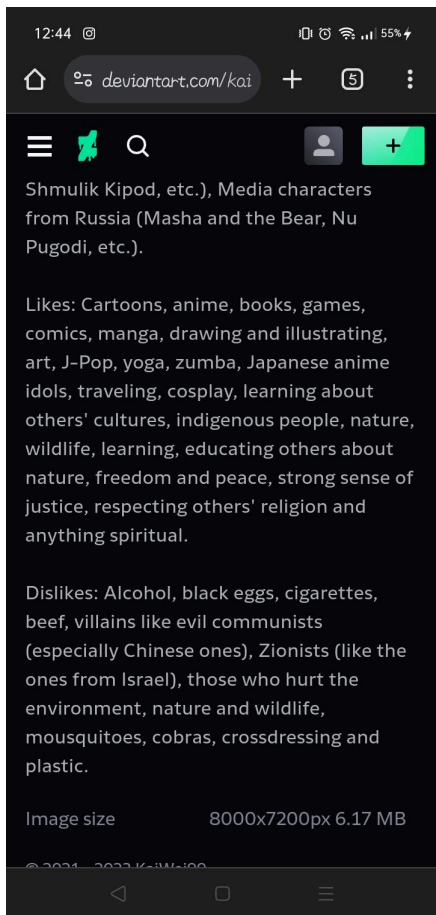 12:44
55%
deviantart.com/kai
5
Shmulik Kipod, etc.), Media characters
from Russia (Masha and the Bear, Nu
Pugodi, etc.).
Likes: Cartoons, anime, books, games,
comics, manga, drawing and illustrating,
art, J-Pop, yoga, zumba, Japanese anime
idols, traveling, cosplay, learning about
others' cultures, indigenous people, nature,
wildlife, learning, educating others about
nature, freedom and peace, strong sense of
justice, respecting others' religion and
anything spiritual.
Dislikes: Alcohol, black eggs, cigarettes,
beef, villains like evil communists
(especially Chinese ones), Zionists (like the
ones from Israel), those who hurt the
environment, nature and wildlife,
mousquitoes, cobras, crossdressing and
plastic.
Image size 8000x7200px 6.17 MB
© 2021 - 2023 KaiWei99